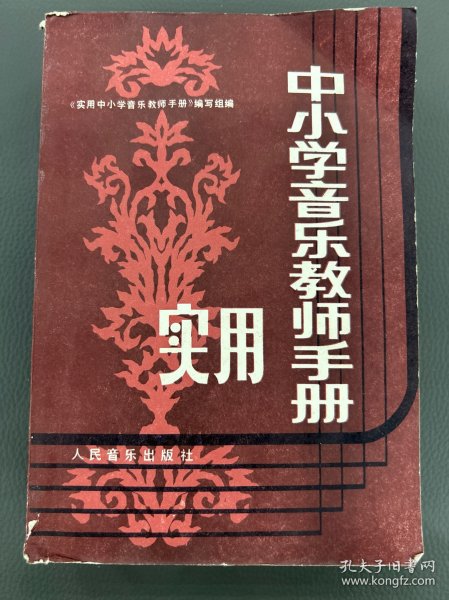 《实用中小学音乐教师手册》编写组编
实用
中小学音乐教师手册
人民音乐出版社
孔夫子旧书网
www.kongfz.com